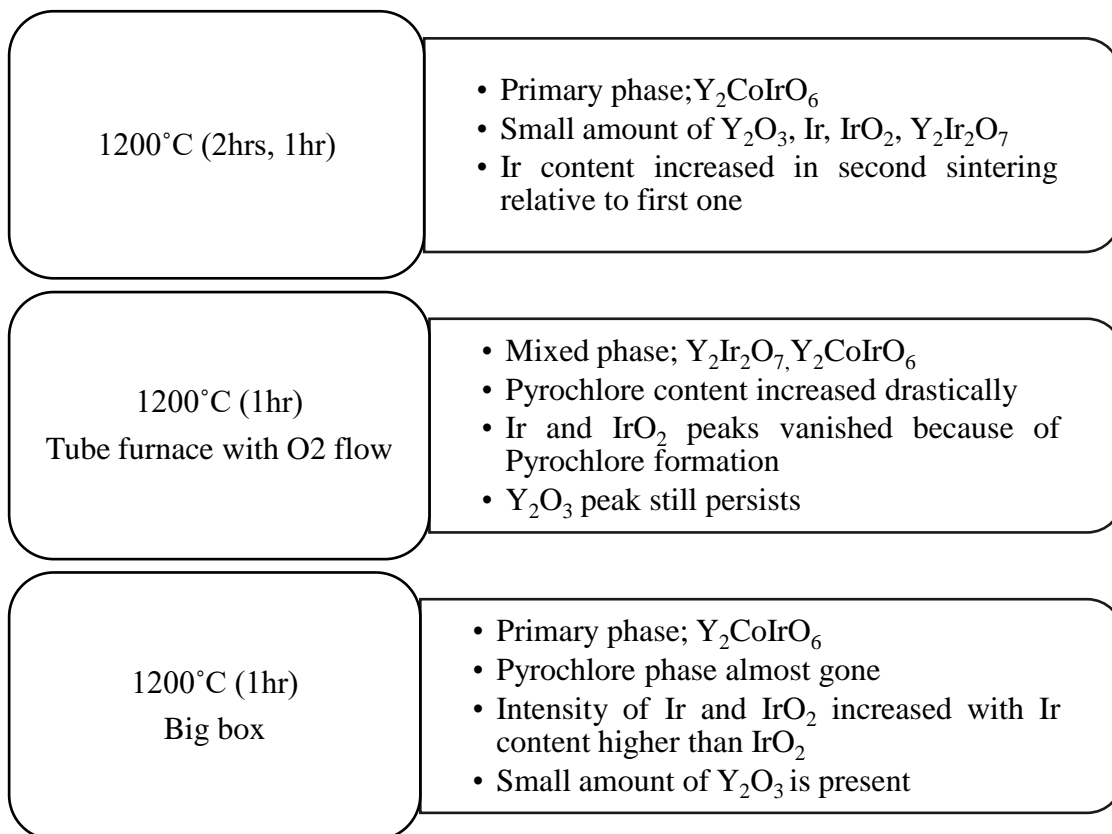 1200˚C (2hrs, 1hr)
• Primary phase;Y₂CoIrO₆
• Small amount of Y₂O₃, Ir, IrO₂, Y₂Ir₂O₇
• Ir content increased in second sintering
relative to first one
1200˚C (1hr)
Tube furnace with O2 flow
• Mixed phase; Y₂Ir₂O₇,Y₂CoIrO₆
• Pyrochlore content increased drastically
• Ir and IrO₂ peaks vanished because of
Pyrochlore formation
• Y₂O₃ peak still persists
1200˚C (1hr)
Big box
• Primary phase; Y₂CoIrO₆
• Pyrochlore phase almost gone
• Intensity of Ir and IrO₂ increased with Ir
content higher than IrO₂
• Small amount of Y₂O₃ is present